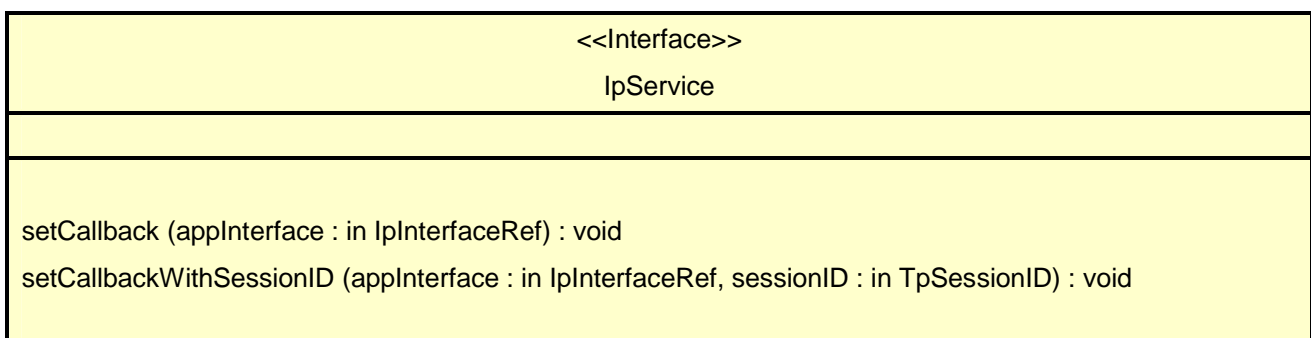 <<Interface>>
IpService
setCallback (appInterface : in IpInterfaceRef) : void
setCallbackWithSessionID (appInterface : in IpInterfaceRef, sessionID : in TpSessionID) : void